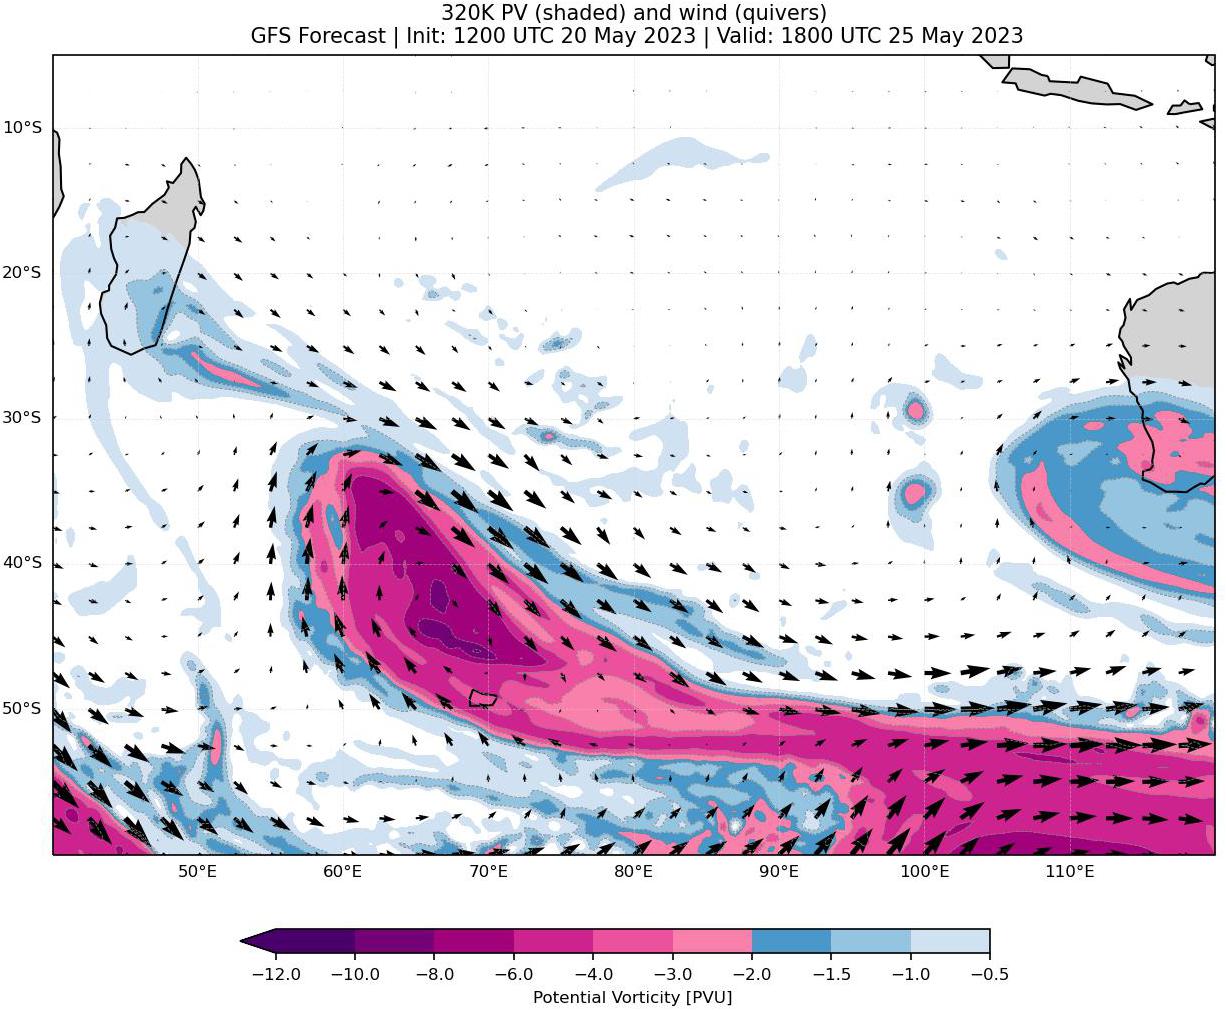 320K PV (shaded) and wind (quivers)
GFS Forecast | Init: 1200 UTC 20 May 2023 | Valid: 1800 UTC 25 May 2023
10°S
20°S
30°S
40°S
50°S
50°E 60°E 70°E 80°E 90°E 100°E 110°E
−12.0 −10.0 −8.0 −6.0 −4.0 −3.0 −2.0 −1.5 −1.0 −0.5
Potential Vorticity [PVU]